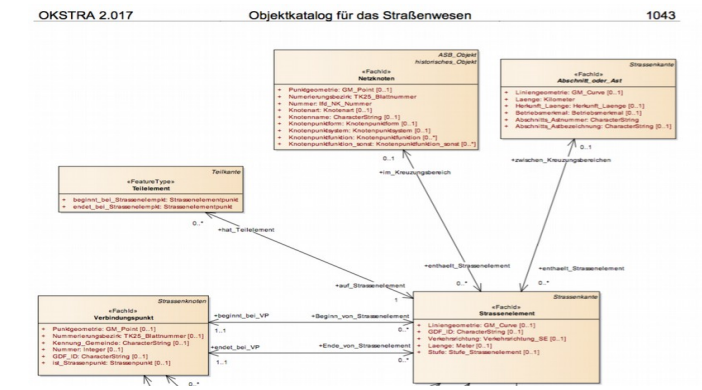 OKSTRA 2.017 Objektkatalog für das Straßenwesen 1043
ASB_Objekt
historisches_Objekt
«FachId»
Netzknoten
+ Punktgeometrie: GM_Point [0..1]
+ Numerierungsbezirk: TK25_Blattnummer
+ Nummer: lfd_NK_Nummer
+ Knotenart: Knotenart [0..1]
+ Knotenname: CharacterString [0..1]
+ Knotenpunktform: Knotenpunktform [0..1]
+ Knotenpunktsystem: Knotenpunktsystem [0..1]
+ Knotenpunktfunktion: Knotenpunktfunktion [0..*]
+ Knotenpunktfunktion_sonst: Knotenpunktfunktion_sonst [0..*]
Strassenkante
«FachId»
Abschnitt_oder_Ast
+ Liniengeometrie: GM_Curve [0..1]
+ Laenge: Kilometer
+ Herkunft_Laenge: Herkunft_Laenge [0..1]
+ Betriebsmerkmal: Betriebsmerkmal [0..1]
+ Abschnitts_Astnummer: CharacterString [0..1]
+ Abschnitts_Astbezeichnung: CharacterString [0..1]
0..1
+im_Kreuzungsbereich
0..1
+zwischen_Kreuzungsbereichen
Teilkante
«FeatureType»
Teilelement
+ beginnt_bei_Strassenelempkt: Strassenelementpunkt
+ endet_bei_Strassenelempkt: Strassenelementpunkt
0..*
+hat_Teilelement
+enthaelt_Strassenelement
0..*
+enthaelt_Strassenelement
0..*
+auf_Strassenelement
1
Strassenknoten
«FachId»
Verbindungspunkt
+ Punktgeometrie: GM_Point [0..1]
+ Nummerierungsbezirk: TK25_Blattnummer [0..1]
+ Kennung_Gemeinde: CharacterString [0..1]
+ Nummer: Integer [0..1]
+ GDF_ID: CharacterString [0..1]
+ ist_Strassenpunkt: Strassenpunkt [0..1]
+beginnt_bei_VP
1..1
+Beginn_von_Strassenelement
0..*
+endet_bei_VP
1..1
+Ende_von_Strassenelement
0..*
Strassenkante
«FachId»
Strassenelement
+ Liniengeometrie: GM_Curve [0..1]
+ GDF_ID: CharacterString [0..1]
+ Verkehrsrichtung: Verkehrsrichtung_SE [0..1]
+ Laenge: Meter [0..1]
+ Stufe: Stufe_Strassenelement [0..1]
0..*